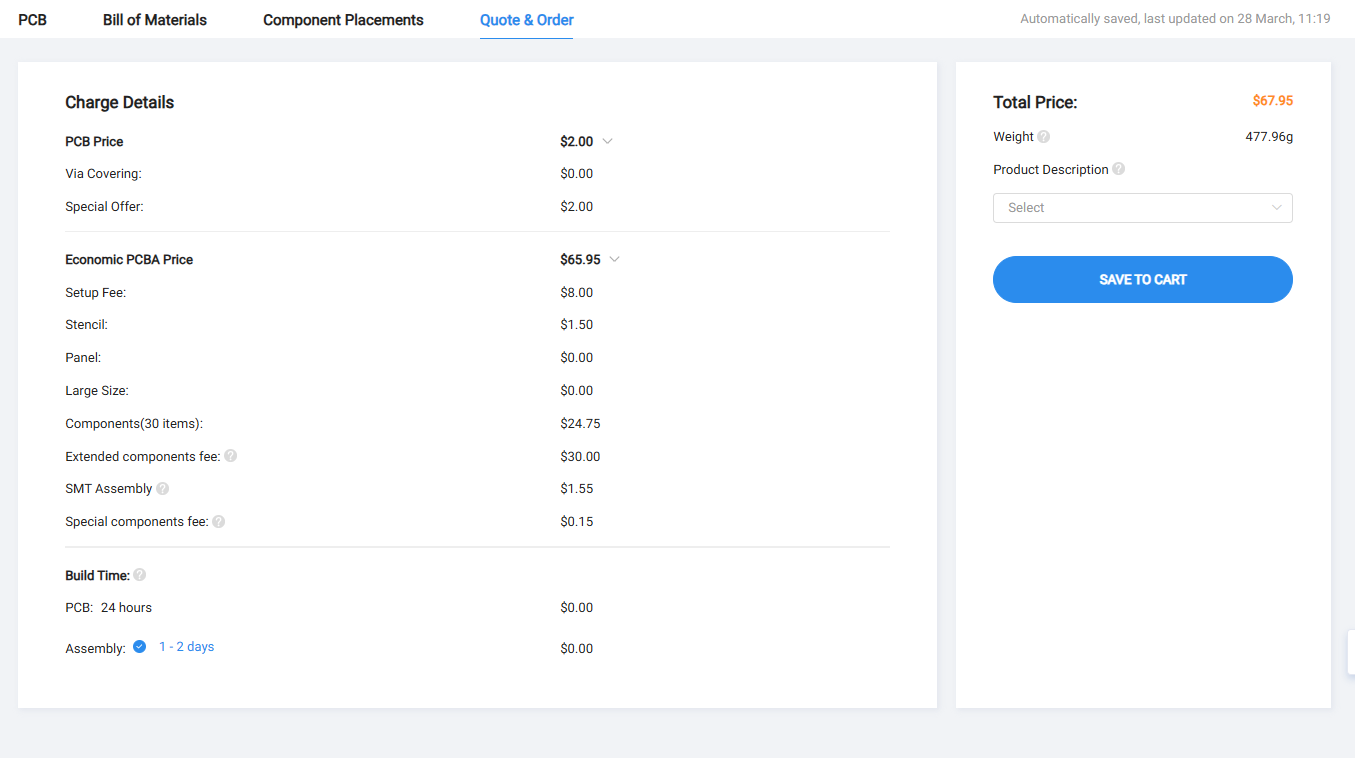 PCB Bill of Materials Component Placements Quote & Order Automatically saved, last updated on 28 March, 11:19
Charge Details
PCB Price $2.00
Via Covering: $0.00
Special Offer: $2.00
Economic PCBA Price $65.95
Setup Fee: $8.00
Stencil: $1.50
Panel: $0.00
Large Size: $0.00
Components(30 items): $24.75
Extended components fee: ? $30.00
SMT Assembly ? $1.55
Special components fee: ? $0.15
Build Time: ?
PCB: 24 hours $0.00
Assembly: 1 - 2 days $0.00
Total Price: $67.95
Weight ? 477.96g
Product Description ?
Select
SAVE TO CART